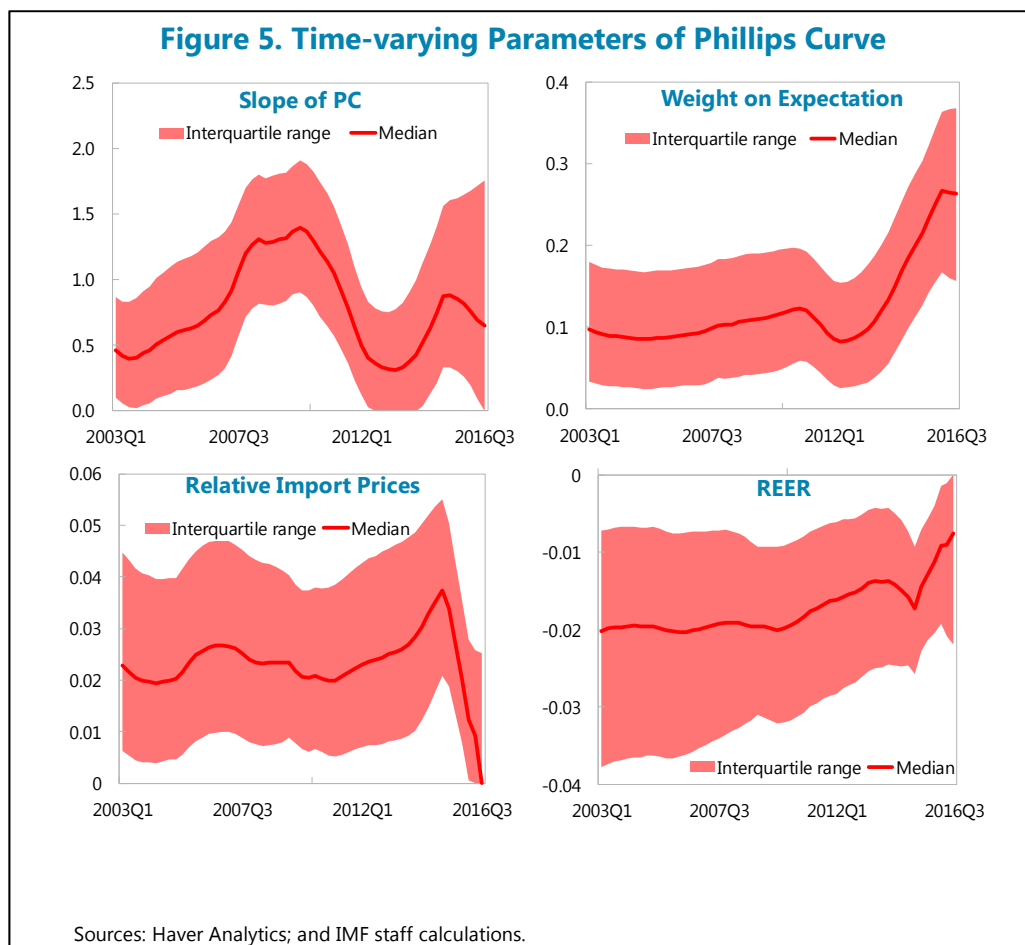 Figure 5. Time-varying Parameters of Phillips Curve
Slope of PC
Interquartile range
Median
2.5
2.0
1.5
1.0
0.5
0.0
2003Q1
2007Q3
2012Q1
2016Q3
Weight on Expectation
Interquartile range
Median
0.4
0.3
0.2
0.1
0.0
2003Q1
2007Q3
2012Q1
2016Q3
Relative Import Prices
Interquartile range
Median
0.06
0.05
0.04
0.03
0.02
0.01
0
2003Q1
2007Q3
2012Q1
2016Q3
REER
0
-0.01
-0.02
-0.03
-0.04
Interquartile range
Median
2003Q1
2007Q3
2012Q1
2016Q3
Sources: Haver Analytics; and IMF staff calculations.